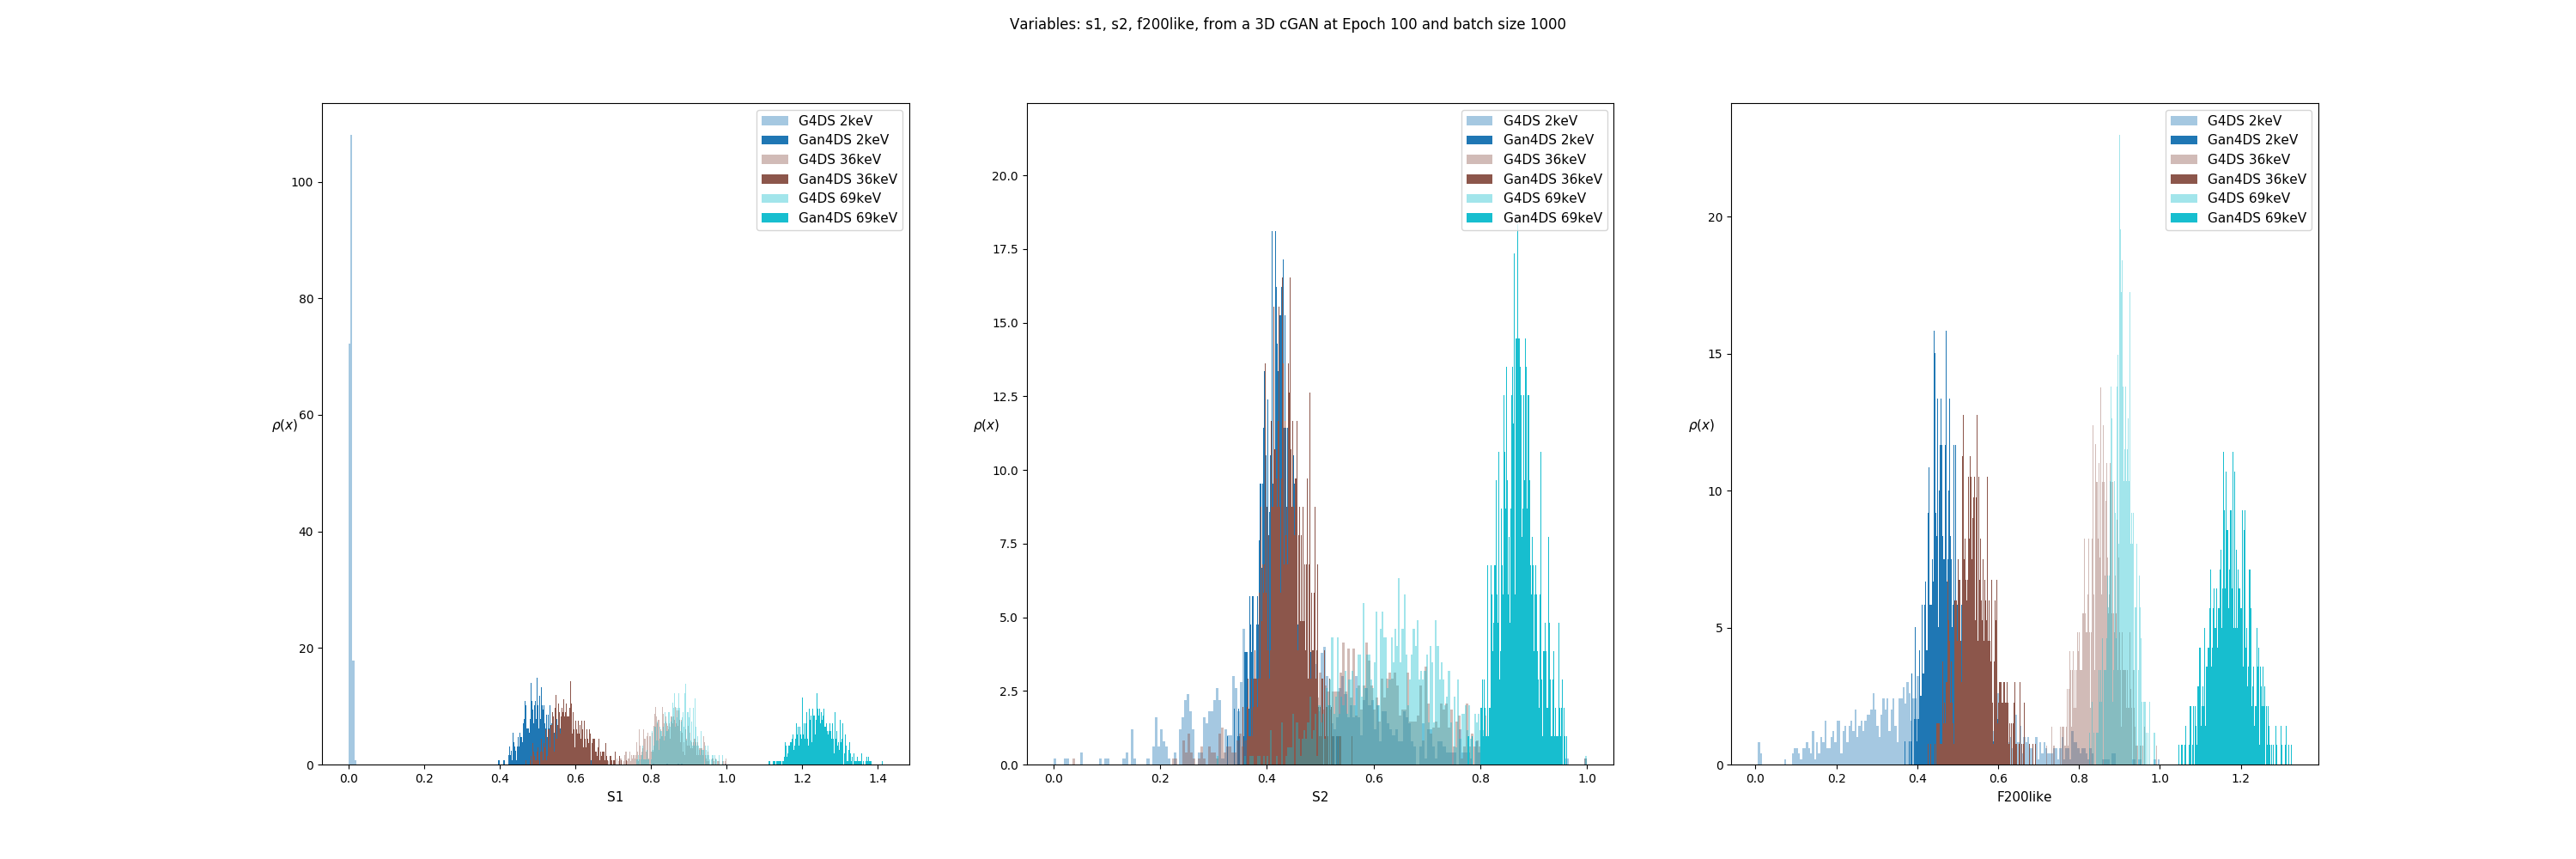 Variables: s1, s2, f200like, from a 3D cGAN at Epoch 100 and batch size 1000
G4DS 2keV
Gan4DS 2keV
G4DS 36keV
Gan4DS 36keV
G4DS 69keV
Gan4DS 69keV
100
80
60
40
20
0
ρ(x)
0.0 0.2 0.4 0.6 0.8 1.0 1.2 1.4
S1
G4DS 2keV
Gan4DS 2keV
G4DS 36keV
Gan4DS 36keV
G4DS 69keV
Gan4DS 69keV
20.0
17.5
15.0
12.5
10.0
7.5
5.0
2.5
0.0
ρ(x)
0.0 0.2 0.4 0.6 0.8 1.0
S2
G4DS 2keV
Gan4DS 2keV
G4DS 36keV
Gan4DS 36keV
G4DS 69keV
Gan4DS 69keV
20
15
10
5
0
ρ(x)
0.0 0.2 0.4 0.6 0.8 1.0 1.2
F200like